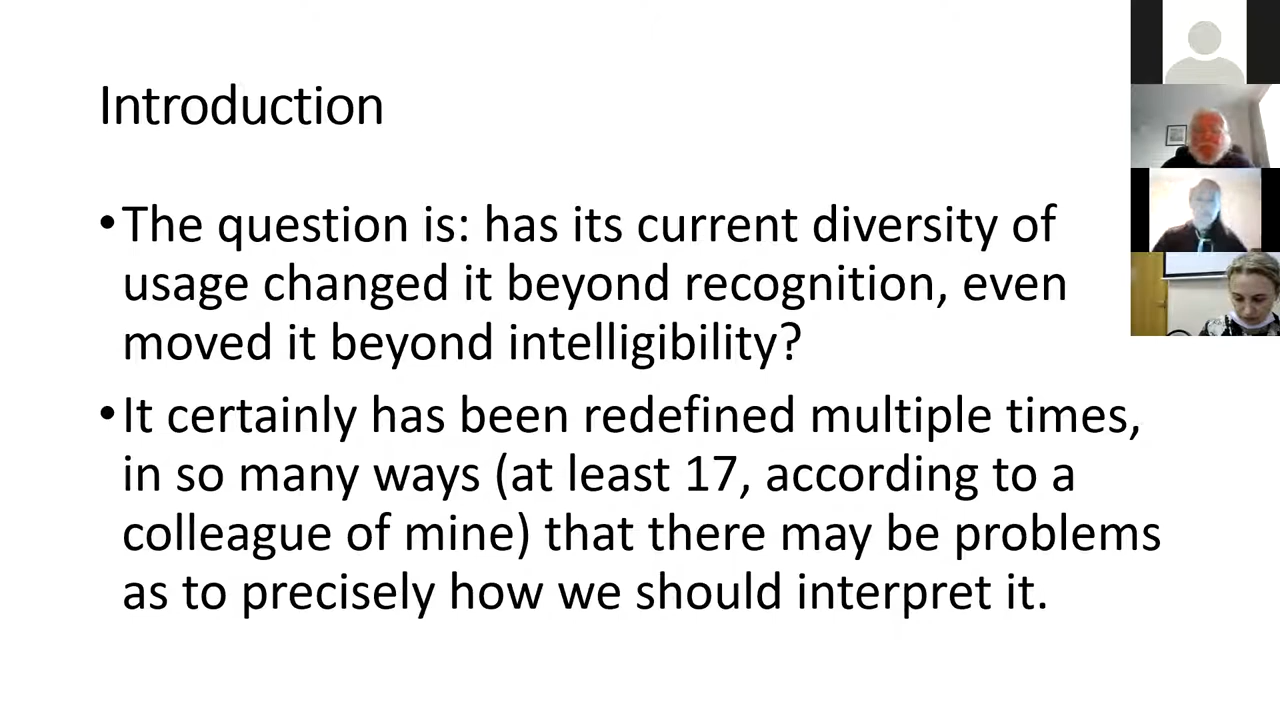 Introduction
•The question is: has its current diversity of
usage changed it beyond recognition, even
moved it beyond intelligibility?
•It certainly has been redefined multiple times,
in so many ways (at least 17, according to a
colleague of mine) that there may be problems
as to precisely how we should interpret it.